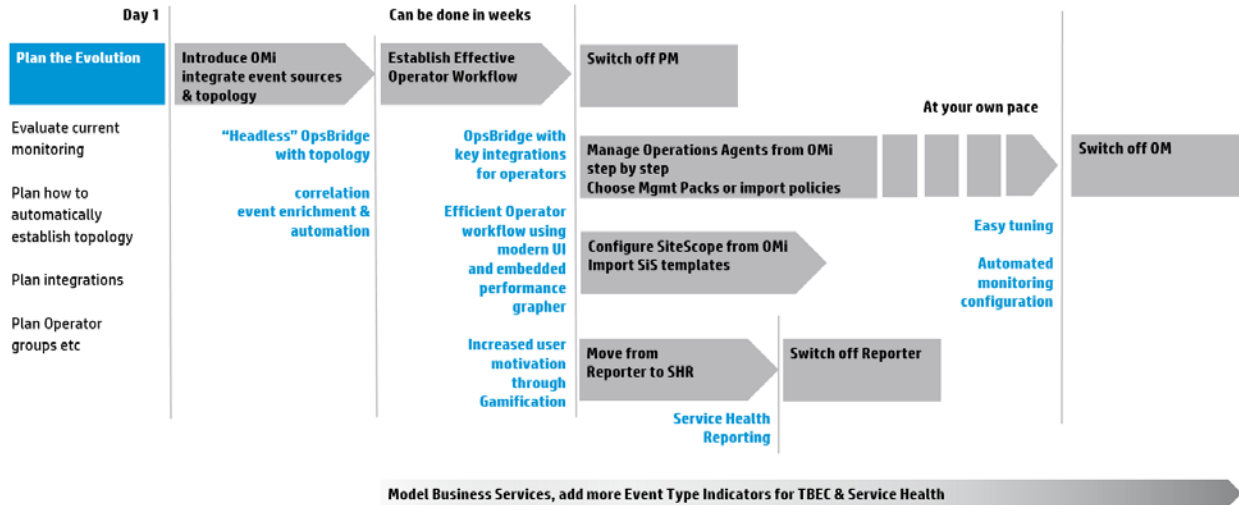 Day 1
Can be done in weeks
Plan the Evolution
Introduce OMi
integrate event sources
& topology
Establish Effective
Operator Workflow
Switch off PM
At your own pace
Evaluate current
monitoring
Plan how to
automatically
establish topology
Plan integrations
Plan Operator
groups etc
“Headless” OpsBridge
with topology
correlation
event enrichment &
automation
OpsBridge with
key integrations
for operators
Efficient Operator
workflow using
modern UI
and embedded
performance
grapher
Increased user
motivation
through
Gamification
Manage Operations Agents from OMi
step by step
Choose Mgmt Packs or import policies
Switch off OM
Easy tuning
Automated
monitoring
configuration
Configure SiteScope from OMi
Import SiS templates
Move from
Reporter to SHR
Switch off Reporter
Service Health
Reporting
Model Business Services, add more Event Type Indicators for TBEC & Service Health